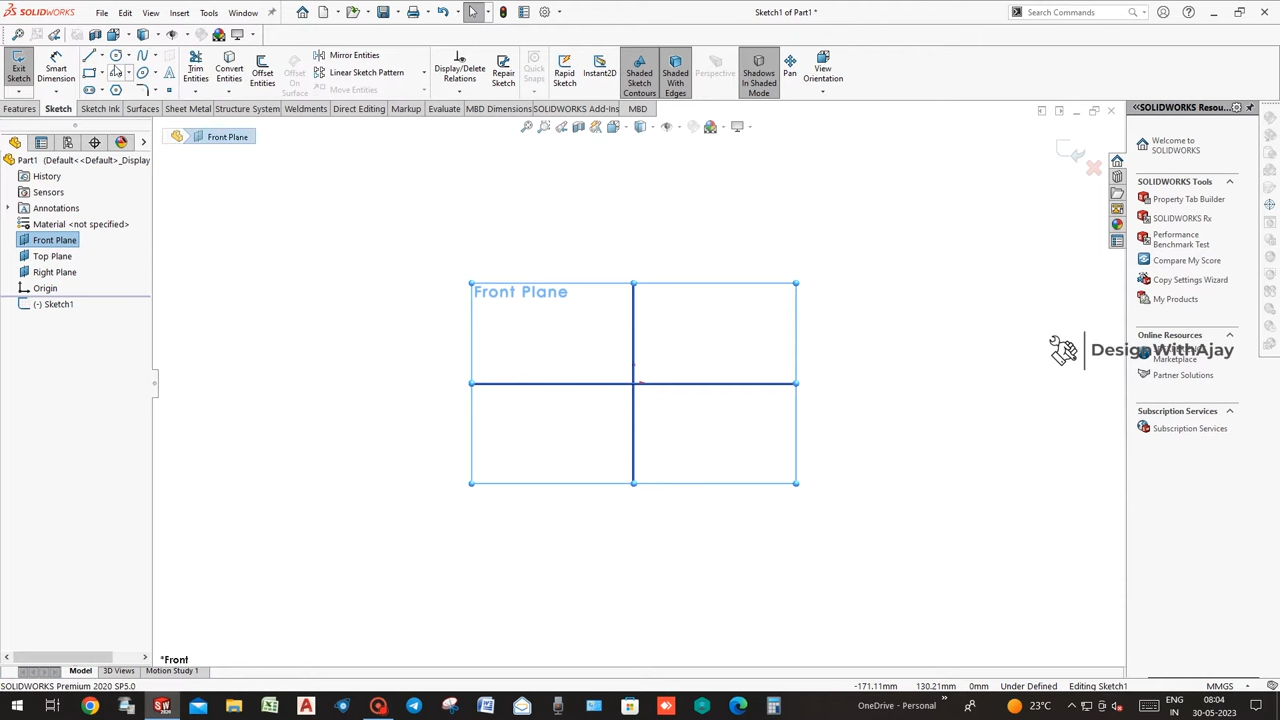 SOLIDWORKS File Edit View Insert Tools Window Sketch1 of Part1 * Search Commands
Exit Sketch
Smart Dimension
Trim Entities
Convert Entities
Offset Entities
Offset On Surface
Mirror Entities
Linear Sketch Pattern
Move Entities
Display/Delete Relations
Repair Sketch
Quick Snaps
Rapid Sketch
Instant2D
Shaded Sketch Contours
Shaded With Edges
Perspective
Shadows In Shaded Mode
Pan
View Orientation
Features Sketch Sketch Ink Surfaces Sheet Metal Structure System Weldments Direct Editing Markup Evaluate MBD Dimensions SOLIDWORKS Add-Ins MBD
Front Plane
Part1 (Default<<Default>_Display
History
Sensors
Annotations
Material <not specified>
Front Plane
Top Plane
Right Plane
Origin
(-) Sketch1
Front Plane
*Front
SOLIDWORKS Resou...
Welcome to SOLIDWORKS
SOLIDWORKS Tools
Property Tab Builder
SOLIDWORKS Rx
Performance Benchmark Test
Compare My Score
Copy Settings Wizard
My Products
Online Resources
DesignWithAjay
Marketplace
Partner Solutions
Subscription Services
Subscription Services
Model 3D Views Motion Study 1
SOLIDWORKS Premium 2020 SP5.0 -171.11mm 130.21mm 0mm Under Defined Editing Sketch1 MMGS
OneDrive - Personal 23°C ENG IN 08:04 30-05-2023